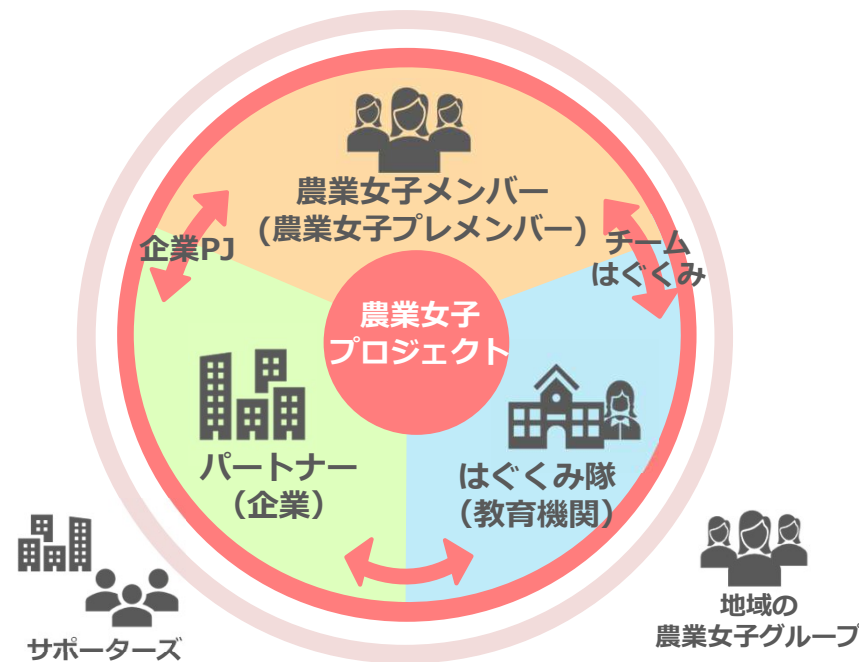 農業女子メンバー
(農業女子プレメンバー)
企業PJ
チーム
はぐくみ
農業女子
プロジェクト
パートナー
(企業)
はぐくみ隊
(教育機関)
サポーターズ
地域の
農業女子グループ